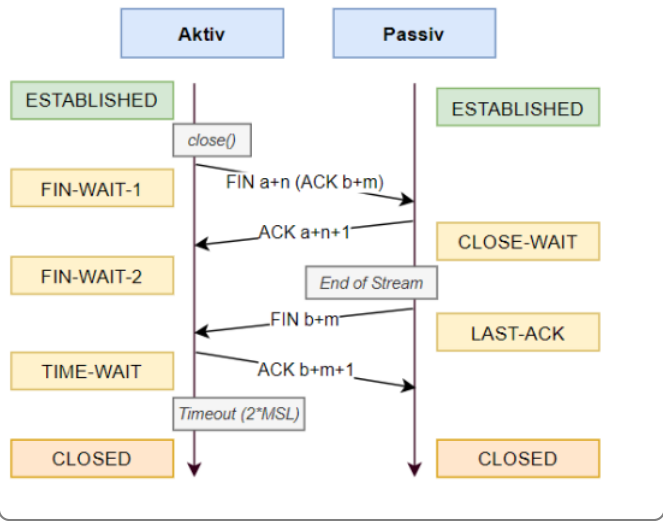 Aktiv
Passiv
ESTABLISHED
ESTABLISHED
close()
FIN-WAIT-1
FIN a+n (ACK b+m)
ACK a+n+1
CLOSE-WAIT
FIN-WAIT-2
End of Stream
FIN b+m
LAST-ACK
TIME-WAIT
ACK b+m+1
Timeout (2*MSL)
CLOSED
CLOSED